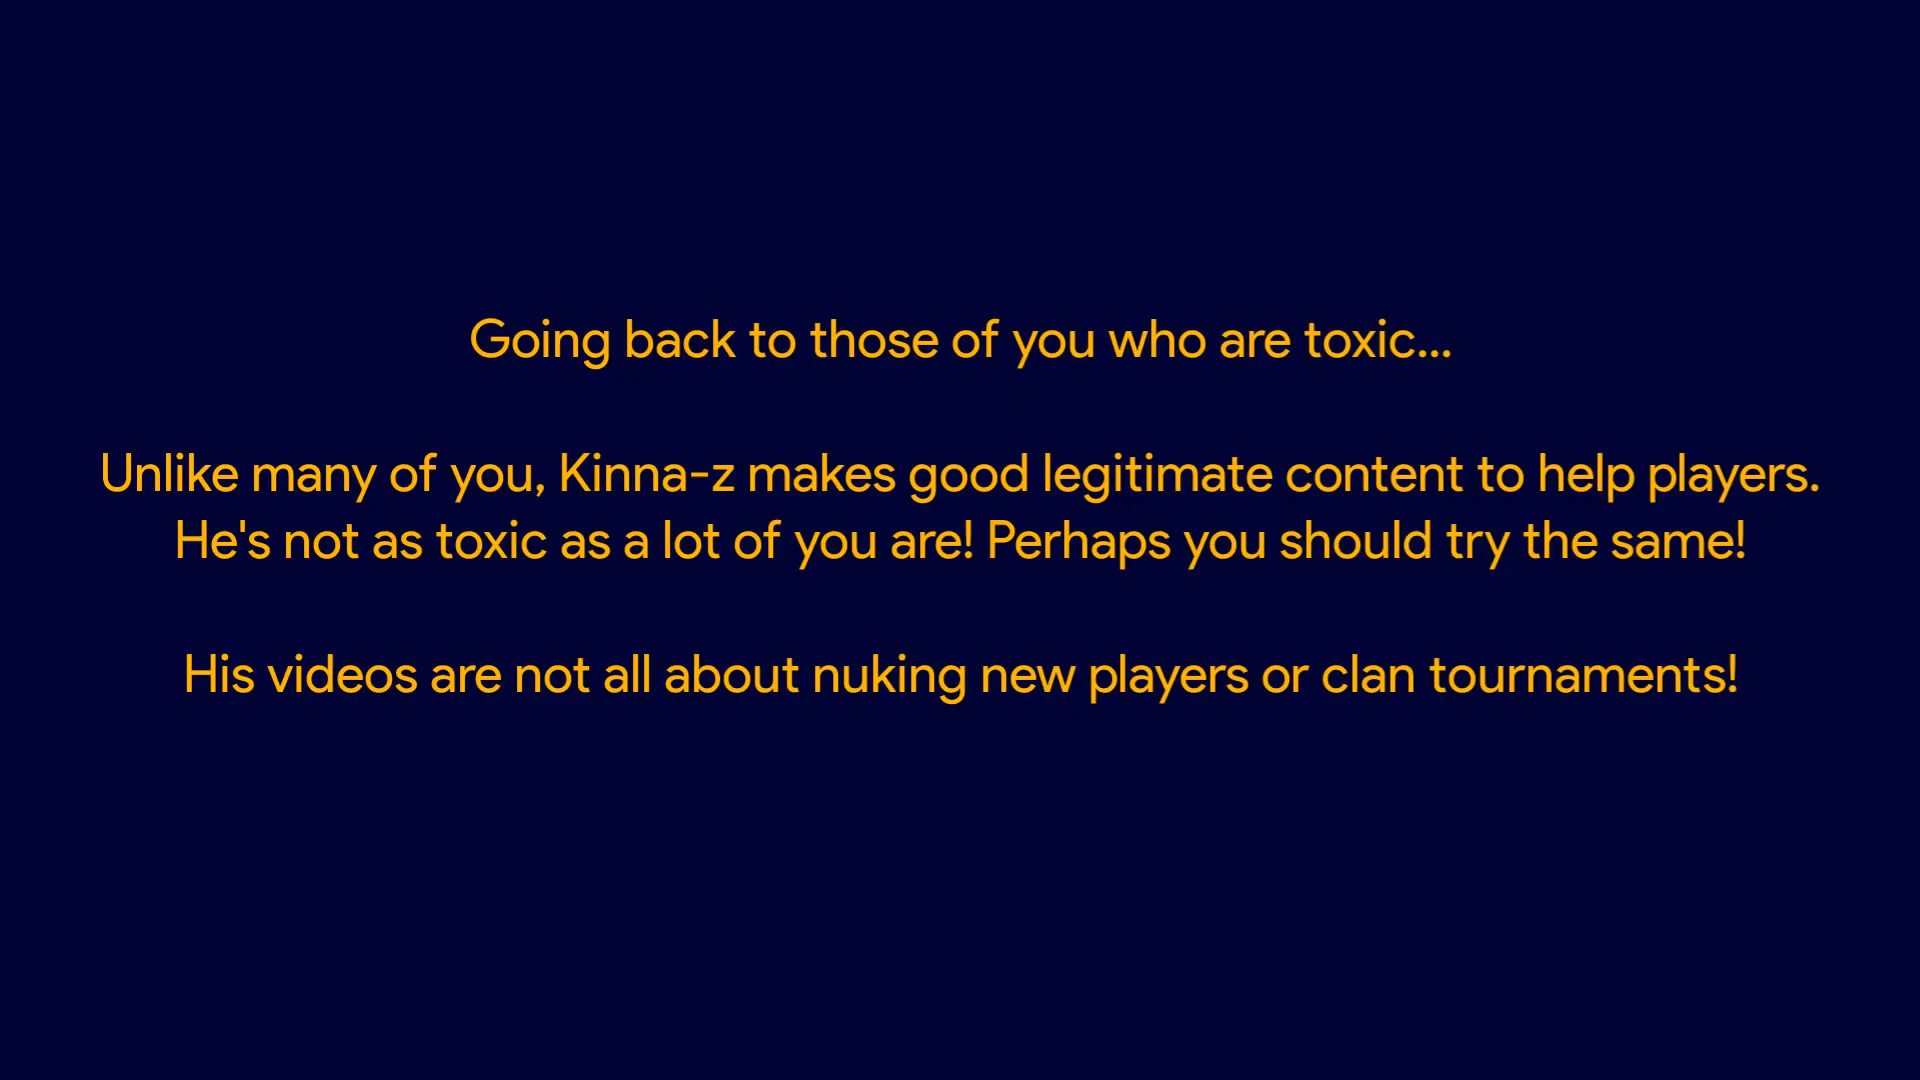 Going back to those of you who are toxic...
Unlike many of you, Kinna-z makes good legitimate content to help players.
He's not as toxic as a lot of you are! Perhaps you should try the same!
His videos are not all about nuking new players or clan tournaments!